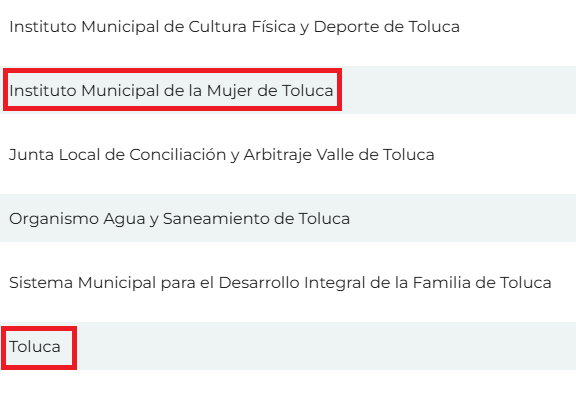 Instituto Municipal de Cultura Física y Deporte de Toluca
Instituto Municipal de la Mujer de Toluca
Junta Local de Conciliación y Arbitraje Valle de Toluca
Organismo Agua y Saneamiento de Toluca
Sistema Municipal para el Desarrollo Integral de la Familia de Toluca
Toluca